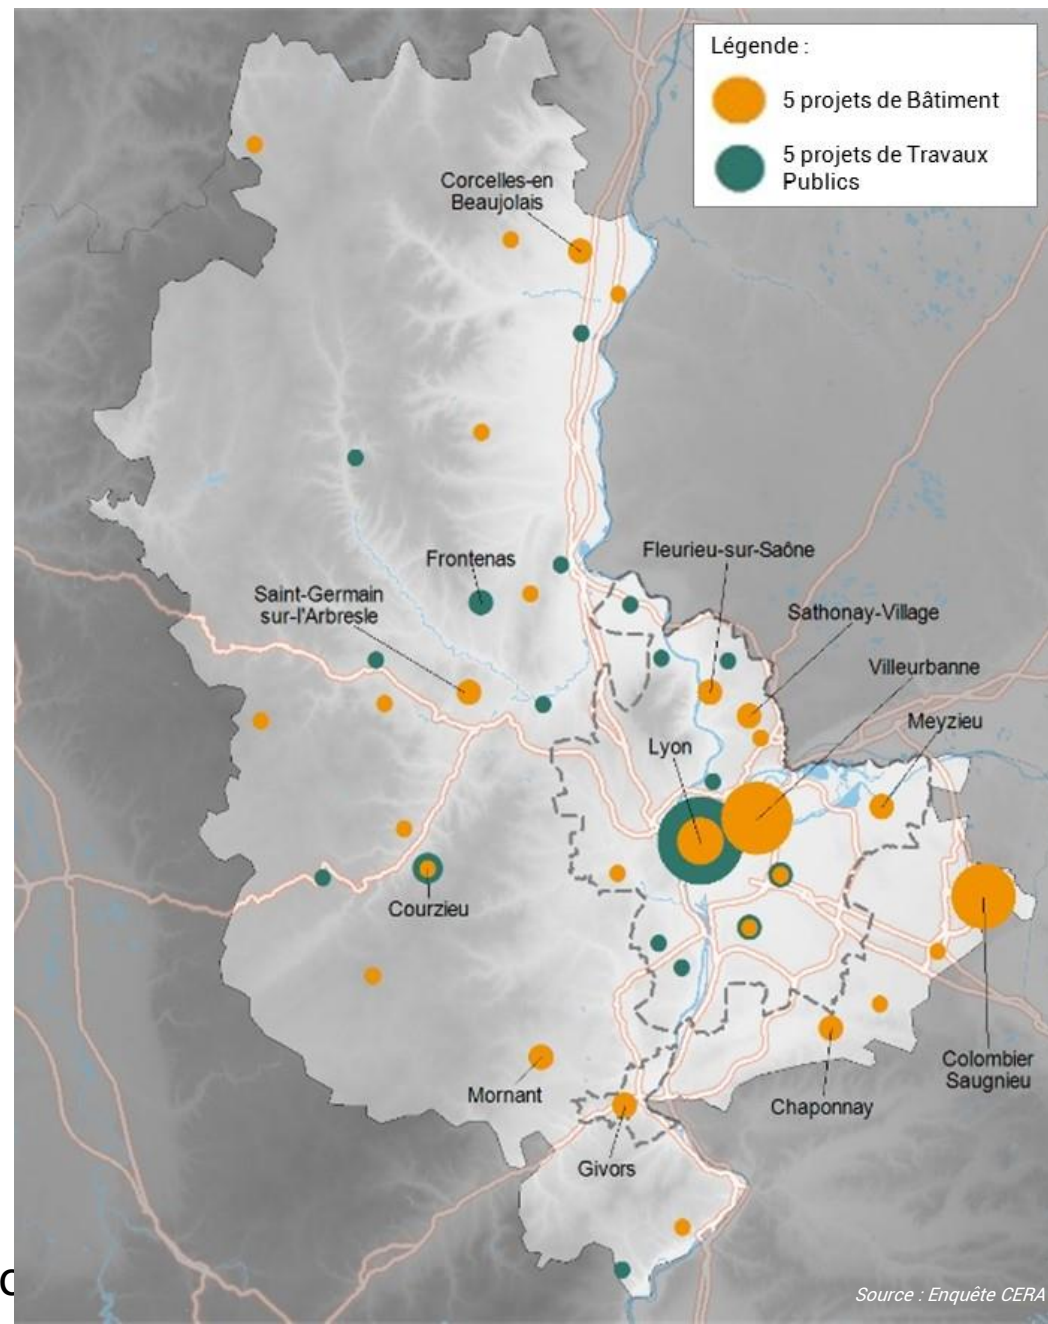 Légende :
5 projets de Bâtiment
5 projets de Travaux
Publics
Corcelles-en
Beaujolais
Frontenas
Fleurieu-sur-Saône
Saint-Germain
sur-l'Arbresle
Sathonay-Village
Villeurbanne
Meyzieu
Lyon
Courzieu
Colombier
Saugnieu
Mornant
Chaponnay
Givors
Source : Enquête CERA